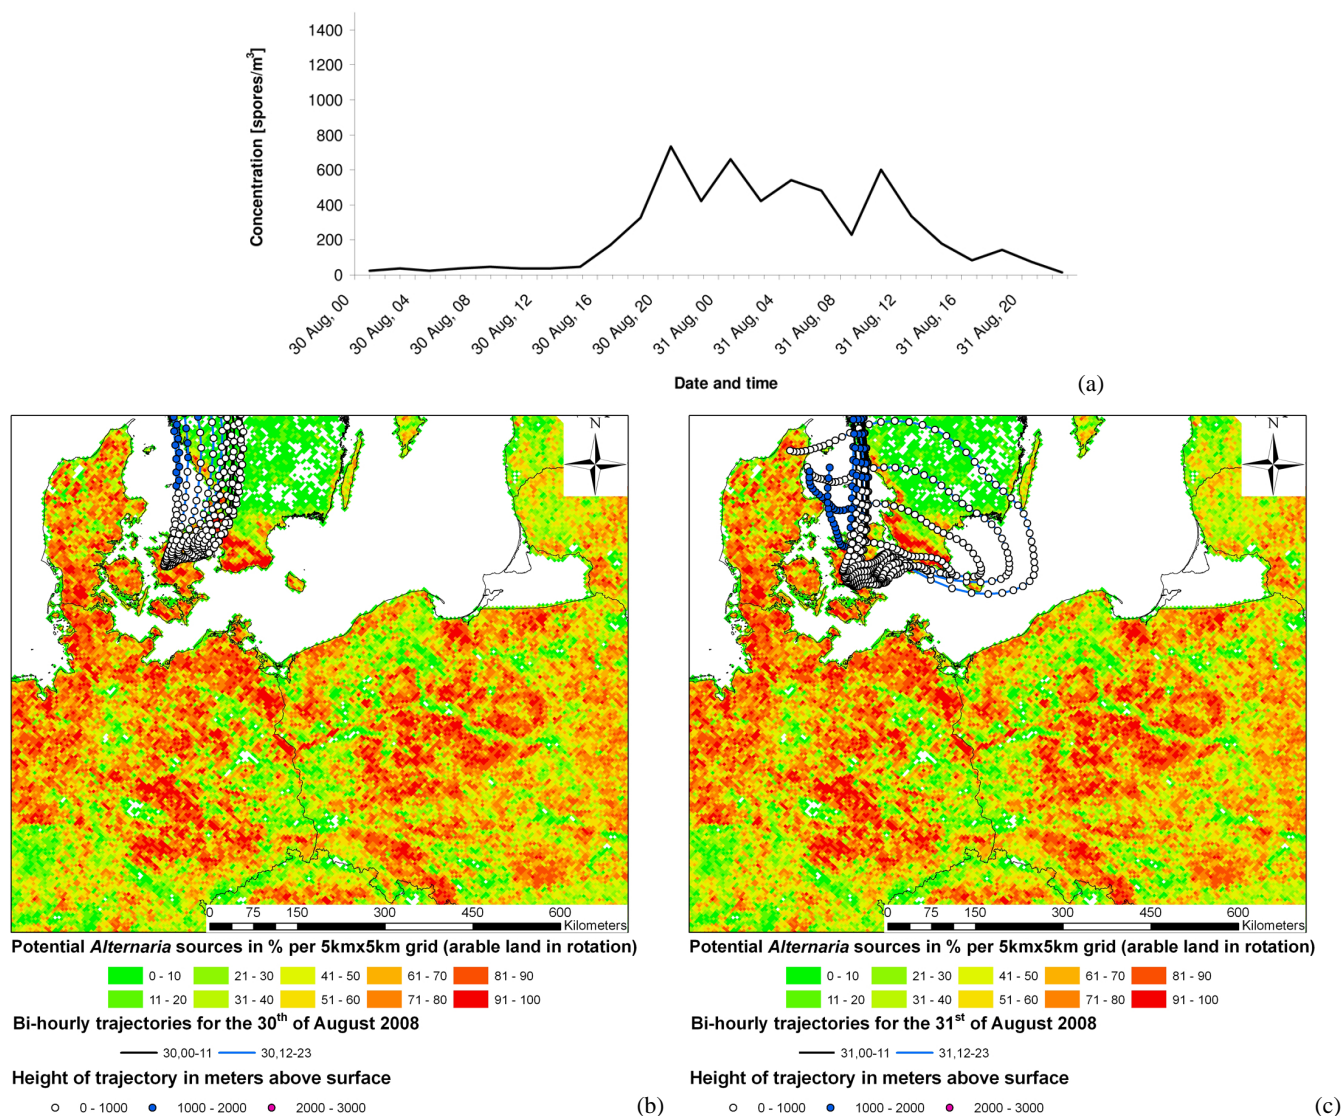 1400
1200
1000
800
600
400
200
0
Concentration [spores/m³]
30 Aug, 00
30 Aug, 04
30 Aug, 08
30 Aug, 12
30 Aug, 16
30 Aug, 20
31 Aug, 00
31 Aug, 04
31 Aug, 08
31 Aug, 12
31 Aug, 16
31 Aug, 20
Date and time
(a)
N
0 75 150 300 450 600
Kilometers
Potential Alternaria sources in % per 5kmx5km grid (arable land in rotation)
0 - 10 21 - 30 41 - 50 61 - 70 81 - 90
11 - 20 31 - 40 51 - 60 71 - 80 91 - 100
Bi-hourly trajectories for the 30th of August 2008
30,00-11 30,12-23
Height of trajectory in meters above surface
0 - 1000 1000 - 2000 2000 - 3000
(b)
N
0 75 150 300 450 600
Kilometers
Potential Alternaria sources in % per 5kmx5km grid (arable land in rotation)
0 - 10 21 - 30 41 - 50 61 - 70 81 - 90
11 - 20 31 - 40 51 - 60 71 - 80 91 - 100
Bi-hourly trajectories for the 31st of August 2008
31,00-11 31,12-23
Height of trajectory in meters above surface
0 - 1000 1000 - 2000 2000 - 3000
(c)